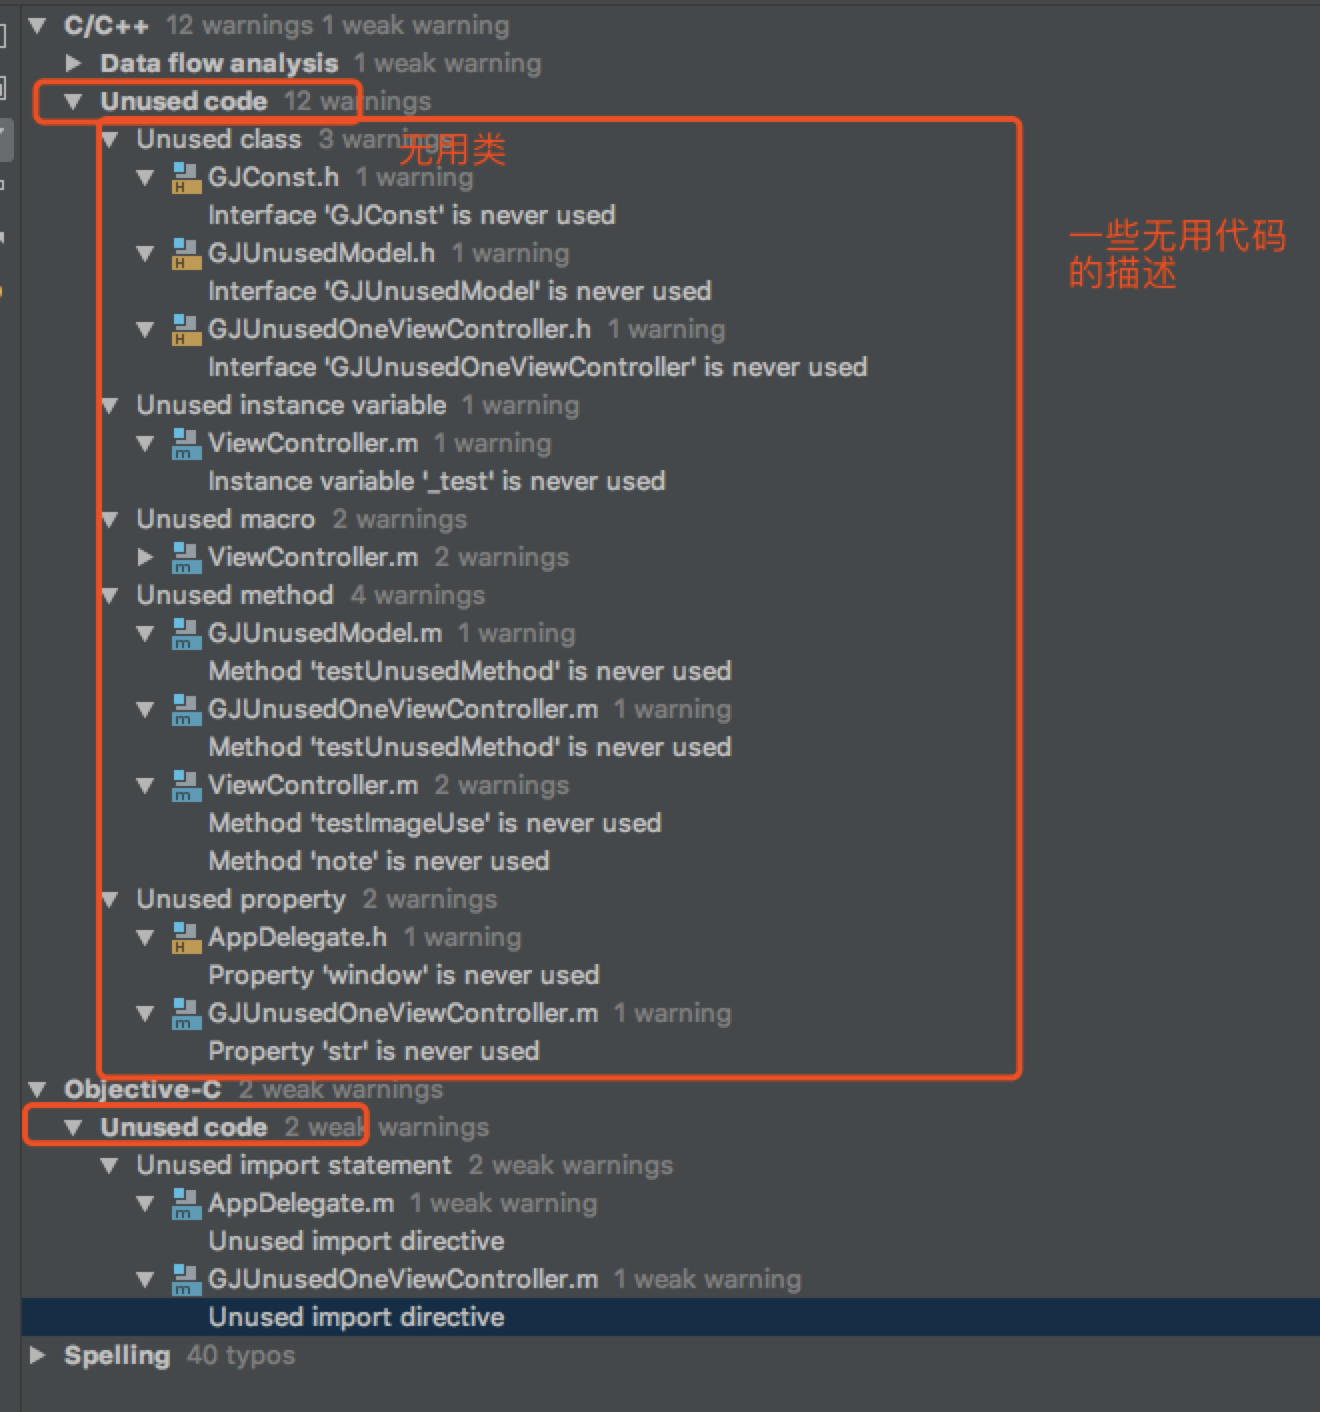 C/C++ 12 warnings 1 weak warning
Data flow analysis 1 weak warning
Unused code 12 warnings
Unused class 3 warnings
无用类
GJConst.h 1 warning
Interface 'GJConst' is never used
一些无用代码
的描述
GJUnusedModel.h 1 warning
Interface 'GJUnusedModel' is never used
GJUnusedOneViewController.h 1 warning
Interface 'GJUnusedOneViewController' is never used
Unused instance variable 1 warning
ViewController.m 1 warning
Instance variable '_test' is never used
Unused macro 2 warnings
ViewController.m 2 warnings
Unused method 4 warnings
GJUnusedModel.m 1 warning
Method 'testUnusedMethod' is never used
GJUnusedOneViewController.m 1 warning
Method 'testUnusedMethod' is never used
ViewController.m 2 warnings
Method 'testImageUse' is never used
Method 'note' is never used
Unused property 2 warnings
AppDelegate.h 1 warning
Property 'window' is never used
GJUnusedOneViewController.m 1 warning
Property 'str' is never used
Objective-C 2 weak warnings
Unused code 2 weak warnings
Unused import statement 2 weak warnings
AppDelegate.m 1 weak warning
Unused import directive
GJUnusedOneViewController.m 1 weak warning
Unused import directive
Spelling 40 typos